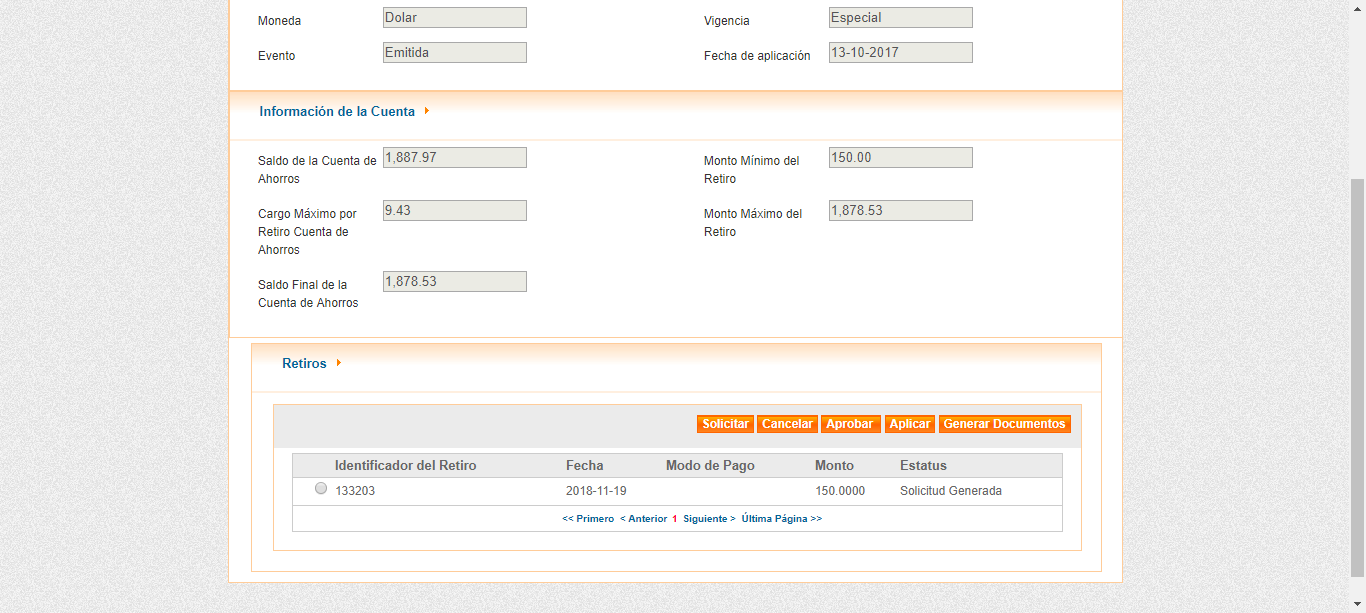 Moneda Dolar Vigencia Especial
Evento Emitida Fecha de aplicación 13-10-2017
Información de la Cuenta
Saldo de la Cuenta de Ahorros 1,887.97 Monto Mínimo del Retiro 150.00
Cargo Máximo por Retiro Cuenta de Ahorros 9.43 Monto Máximo del Retiro 1,878.53
Saldo Final de la Cuenta de Ahorros 1,878.53
Retiros
Solicitar Cancelar Aprobar Aplicar Generar Documentos
Identificador del Retiro Fecha Modo de Pago Monto Estatus
133203 2018-11-19 150.0000 Solicitud Generada
<< Primero < Anterior 1 Siguiente > Última Página >>